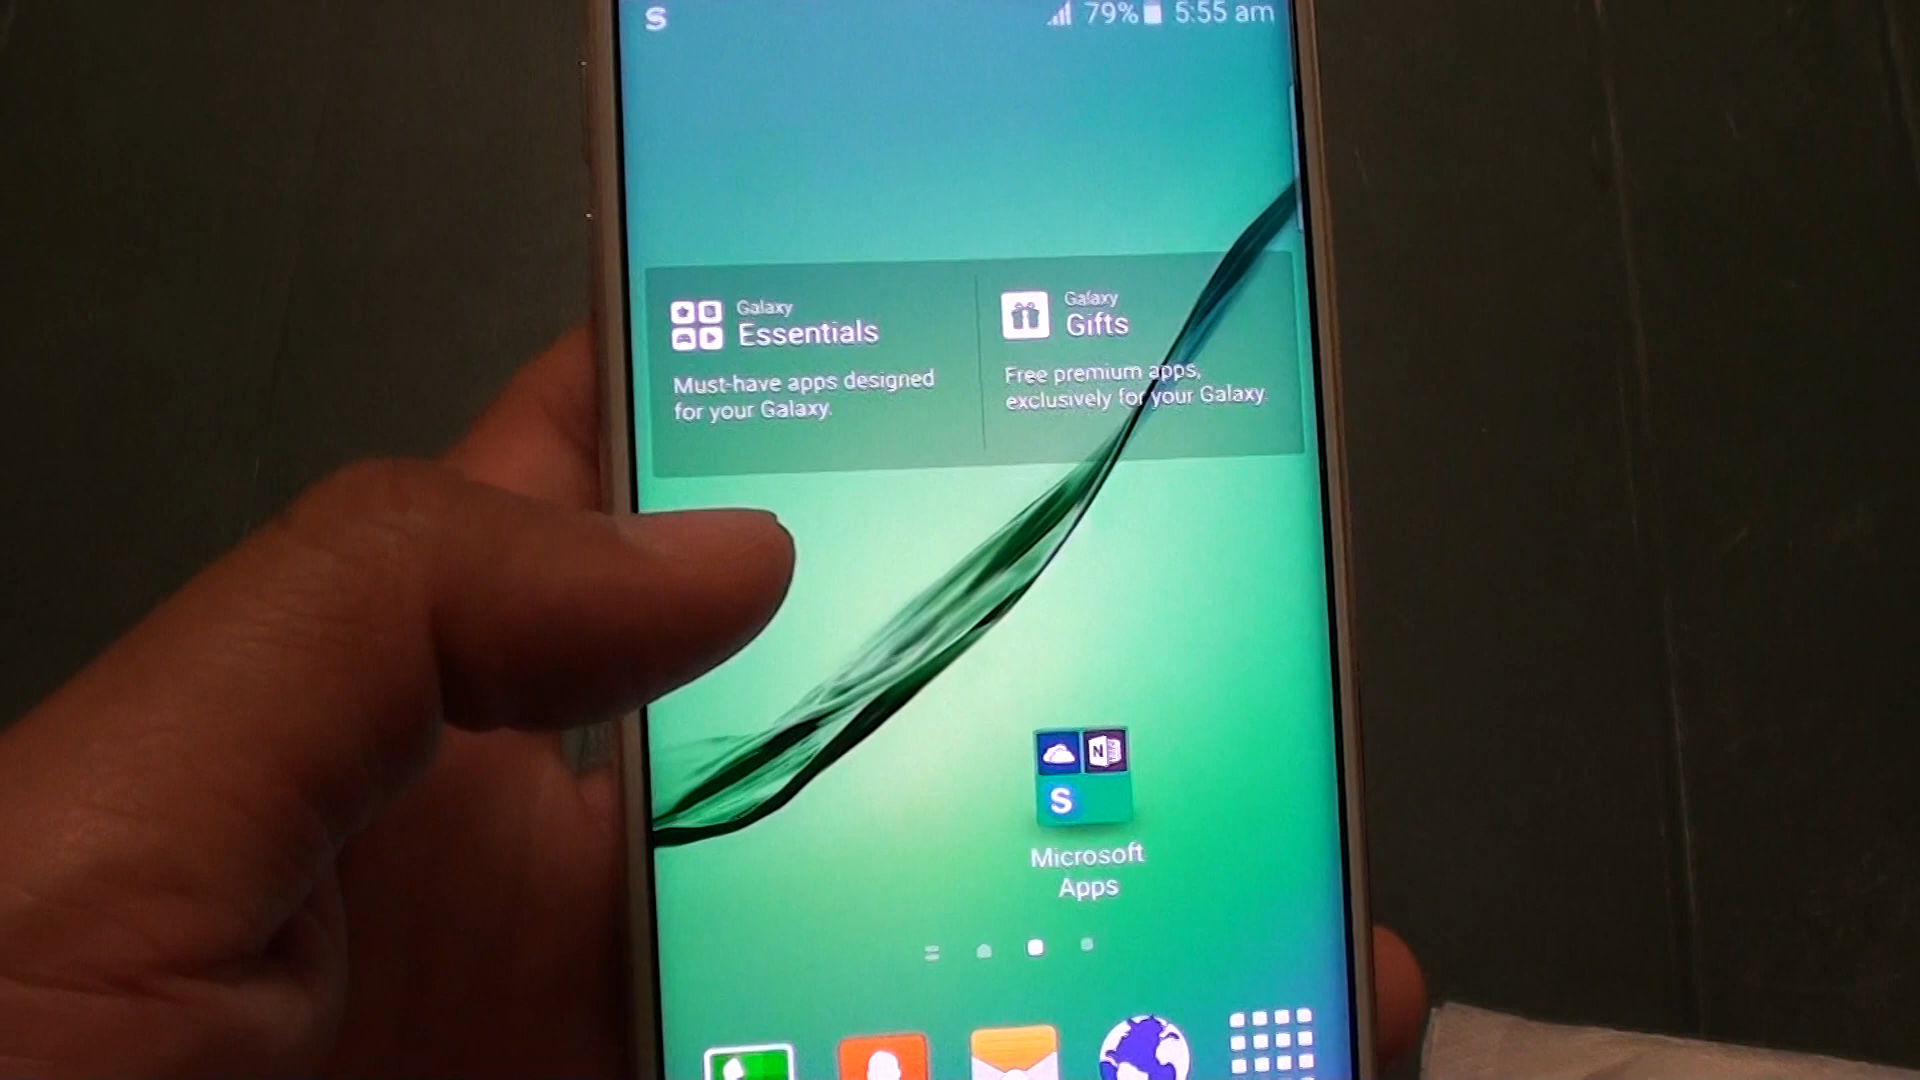 S
79% 5:55 am
Galaxy
Essentials
Must-have apps designed
for your Galaxy.
Galaxy
Gifts
Free premium apps,
exclusively for your Galaxy.
N
S
Microsoft
Apps